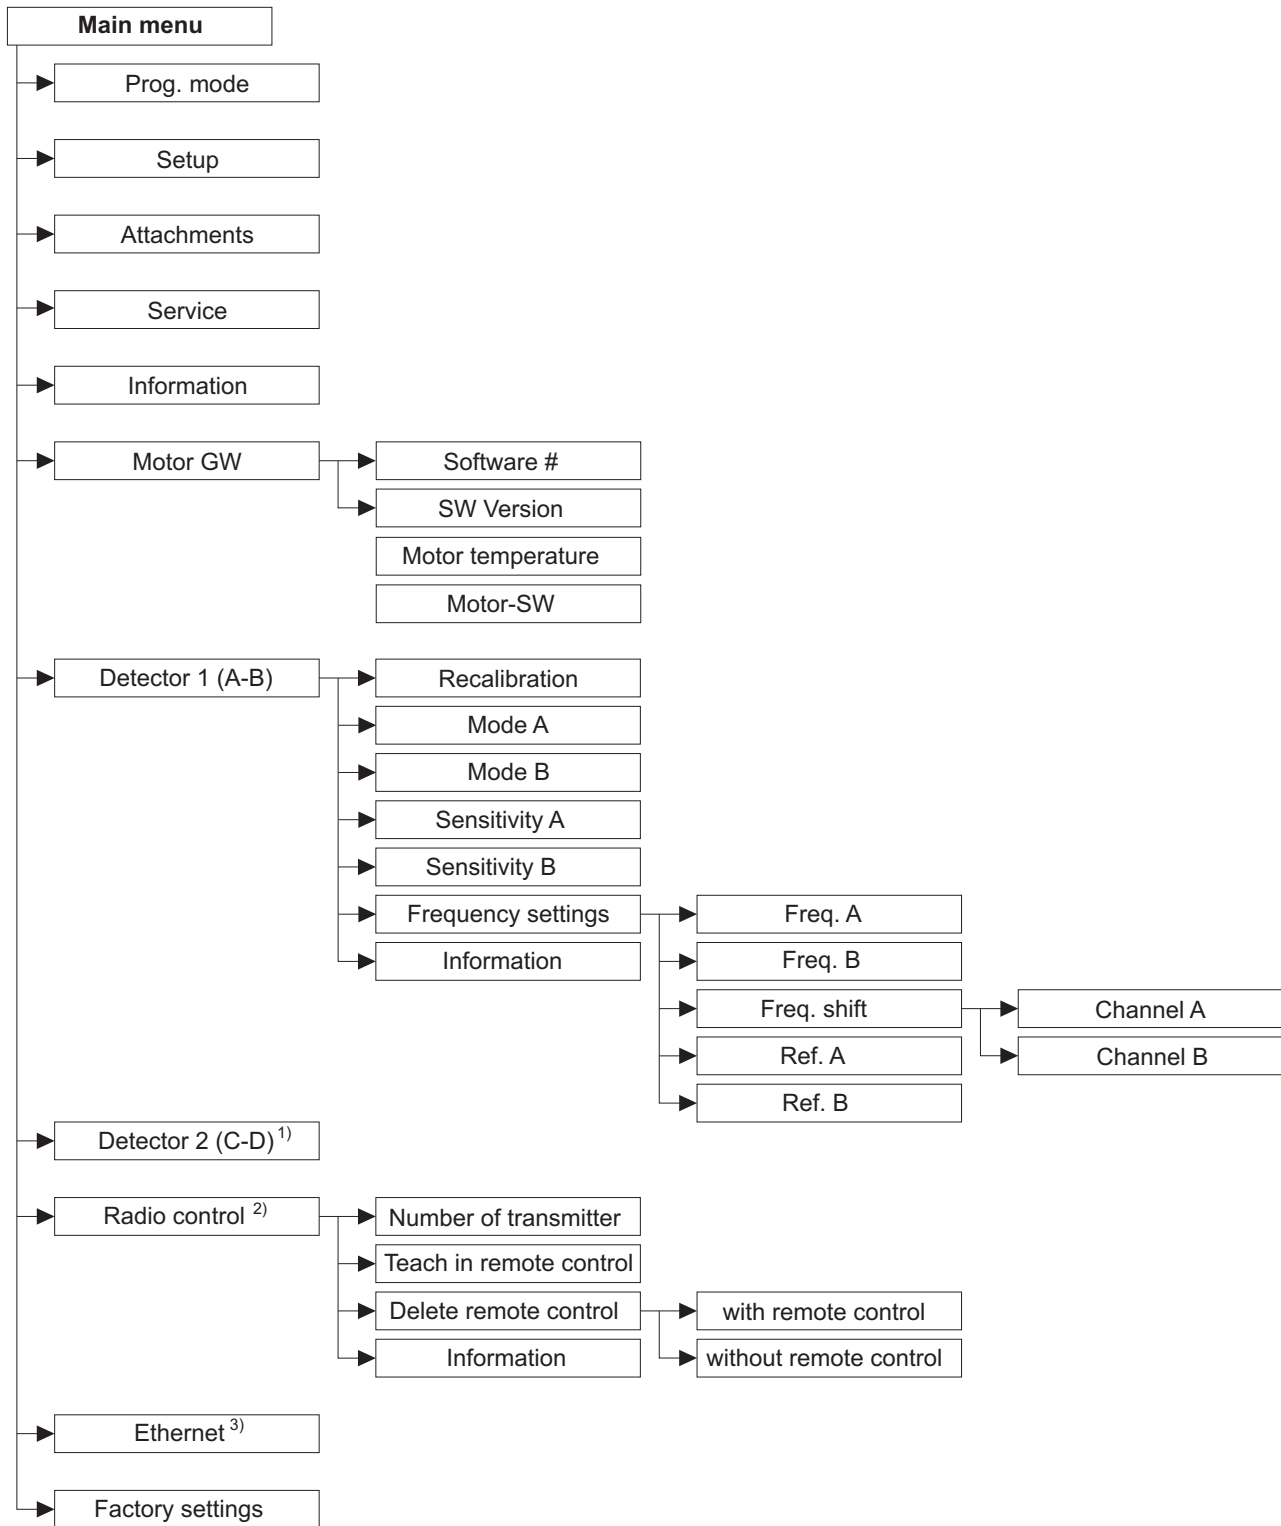 Main menu
Prog. mode
Setup
Attachments
Service
Information
Motor GW
Software #
SW Version
Motor temperature
Motor-SW
Detector 1 (A-B)
Recalibration
Mode A
Mode B
Sensitivity A
Sensitivity B
Frequency settings
Freq. A
Information
Freq. B
Freq. shift
Channel A
Ref. A
Channel B
Ref. B
Detector 2 (C-D) 1)
Radio control 2)
Number of transmitter
Teach in remote control
Delete remote control
with remote control
Information
without remote control
Ethernet 3)
Factory settings